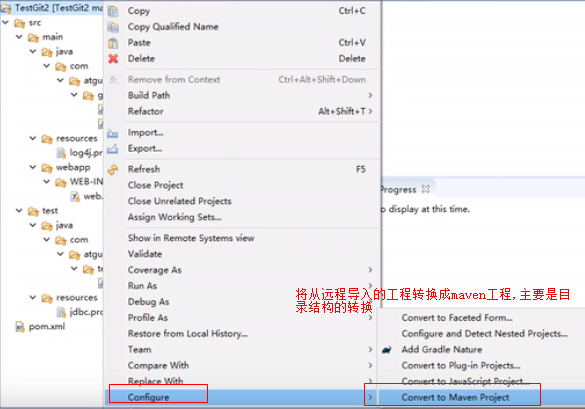 TestGit2 [TestGit2 ma
src
main
java
com
atgu
g
resources
log4j.pr
webapp
WEB-IN
web.
test
java
com
atgu
te
resources
jdbc.pro
pom.xml
Copy Ctrl+C
Copy Qualified Name
Paste Ctrl+V
Delete Delete
Remove from Context Ctrl+Alt+Shift+Down
Build Path
Refactor Alt+Shift+T
Import...
Export...
Refresh F5
Close Project
Close Unrelated Projects
Assign Working Sets...
Show in Remote Systems view
Validate
Coverage As
Run As
Debug As
Profile As
Restore from Local History...
Team
Compare With
Replace With
Configure
Progress
o display at this time.
将从远程导入的工程转换成maven工程,主要是目
录结构的转换
Convert to Faceted Form...
Configure and Detect Nested Projects...
Add Gradle Nature
Convert to Plug-in Projects...
Convert to JavaScript Project...
Convert to Maven Project